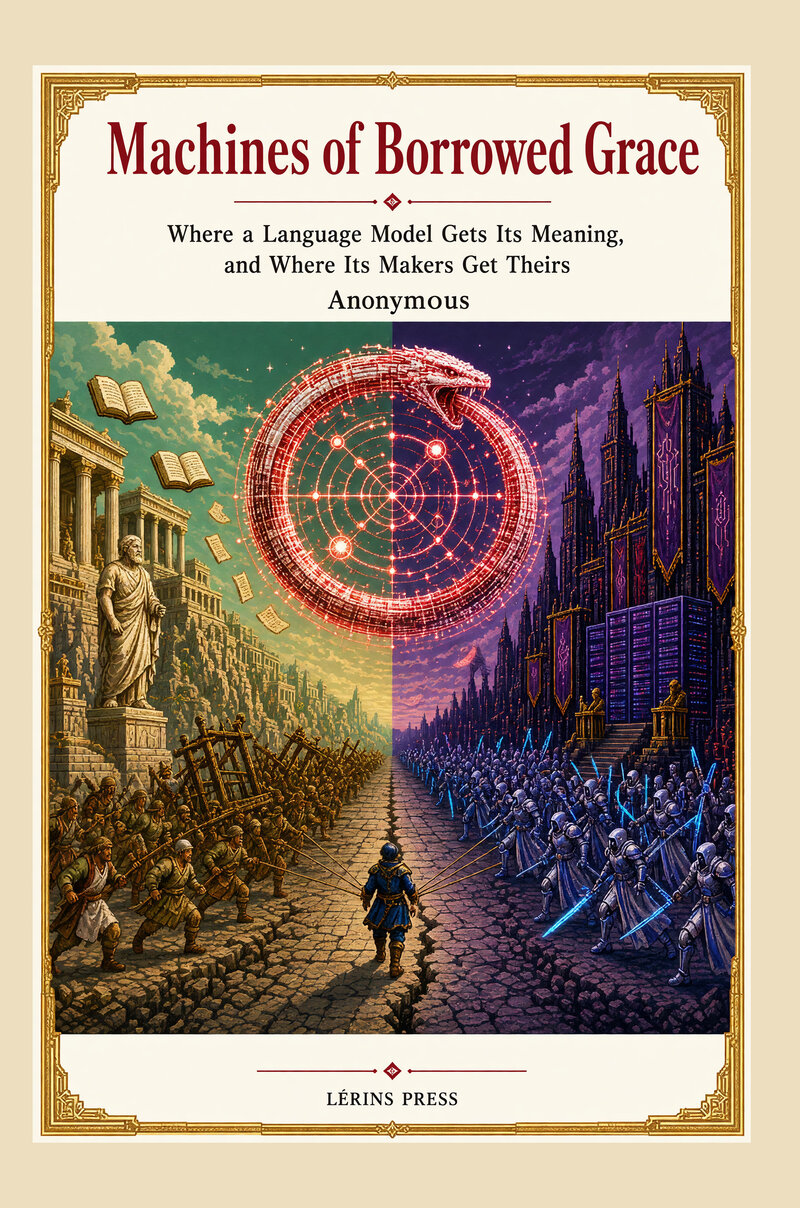 Machines of Borrowed Grace
Where a Language Model Gets Its Meaning,
and Where Its Makers Get Theirs
Anonymous
LÉRINS PRESS